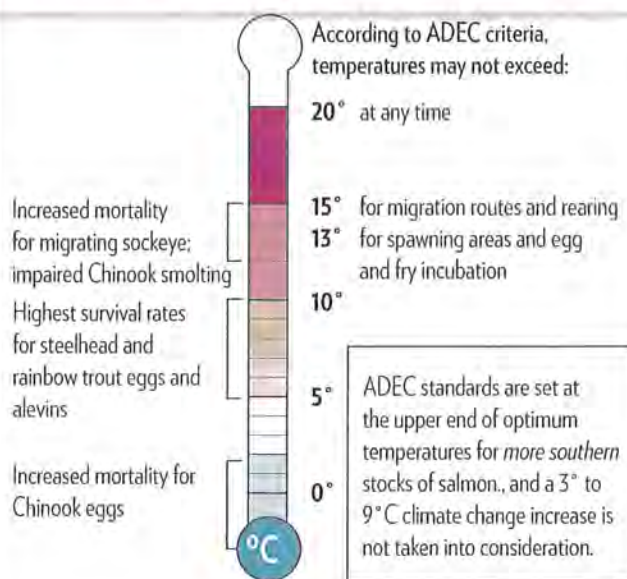 According to ADEC criteria,
temperatures may not exceed:
20° at any time
15° for migration routes and rearing
13° for spawning areas and egg
and fry incubation
10°
5°
0°
°C
Increased mortality
for migrating sockeye;
impaired Chinook smolting
Highest survival rates
for steelhead and
rainbow trout eggs and
alevins
Increased mortality for
Chinook eggs
ADEC standards are set at
the upper end of optimum
temperatures for more southern
stocks of salmon., and a 3° to
9°C climate change increase is
not taken into consideration.